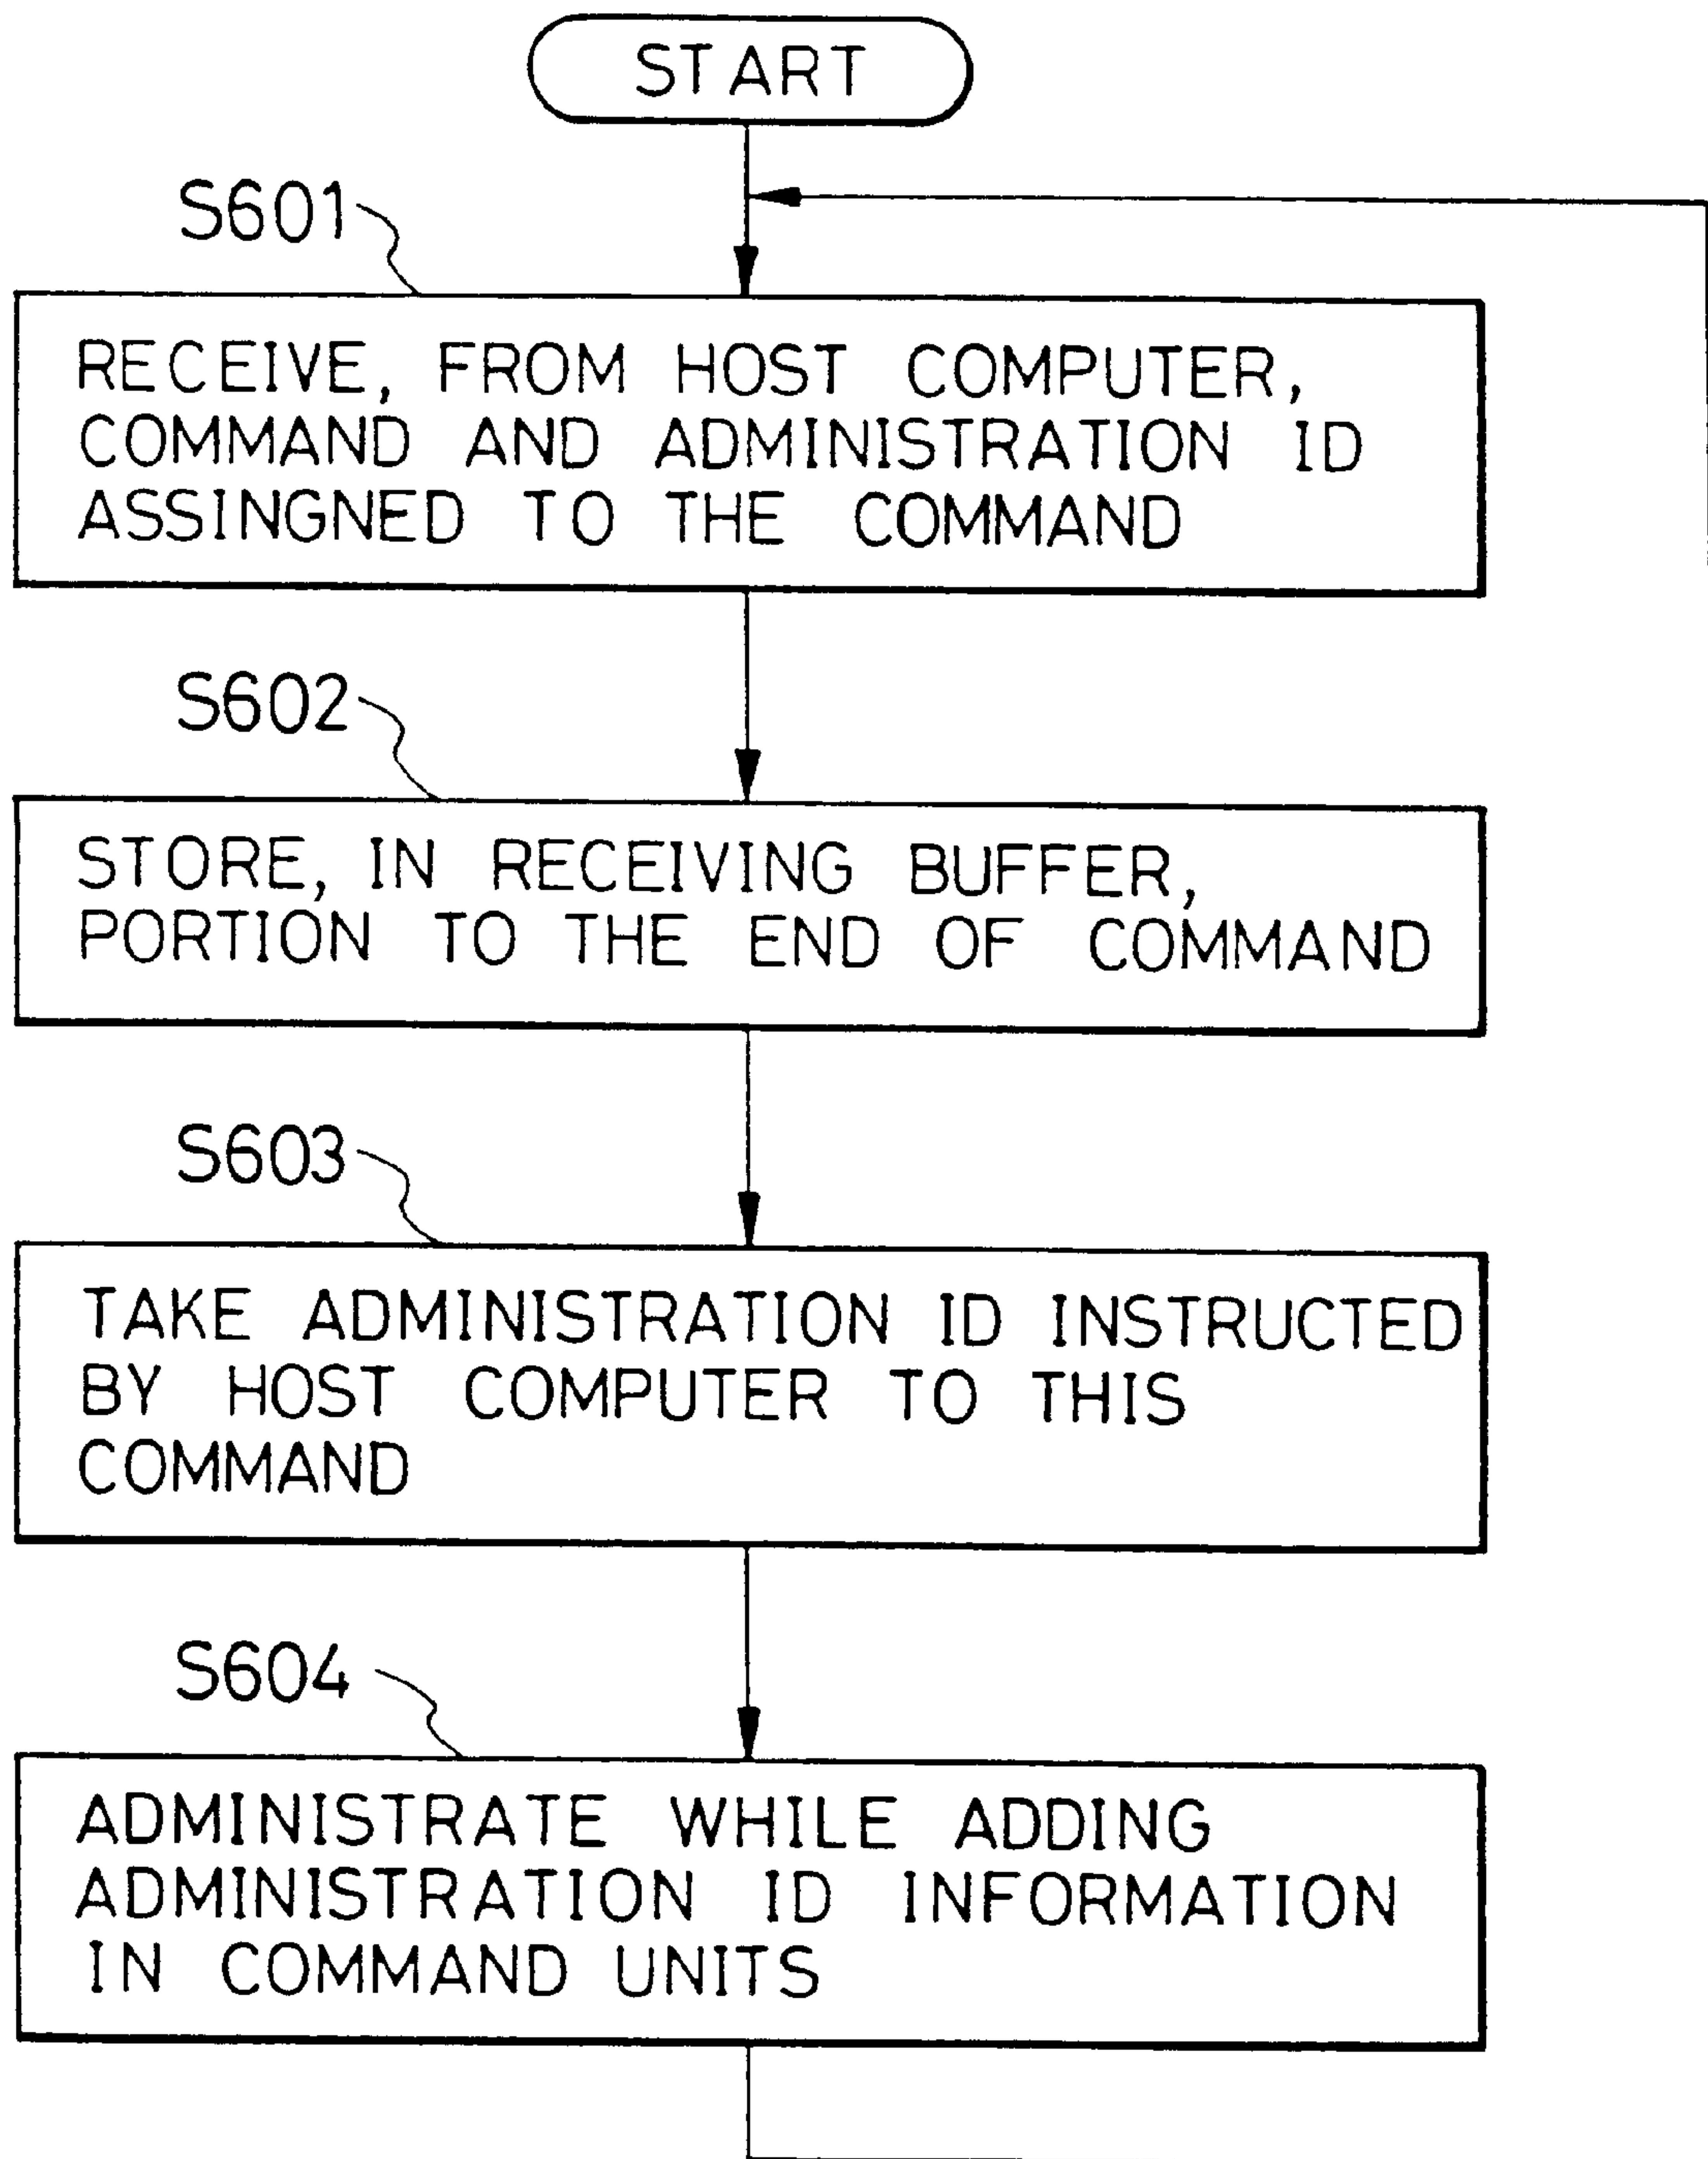 START
S601
RECEIVE, FROM HOST COMPUTER,
COMMAND AND ADMINISTRATION ID
ASSINGNED TO THE COMMAND
S602
STORE, IN RECEIVING BUFFER,
PORTION TO THE END OF COMMAND
S603
TAKE ADMINISTRATION ID INSTRUCTED
BY HOST COMPUTER TO THIS
COMMAND
S604
ADMINISTRATE WHILE ADDING
ADMINISTRATION ID INFORMATION
IN COMMAND UNITS